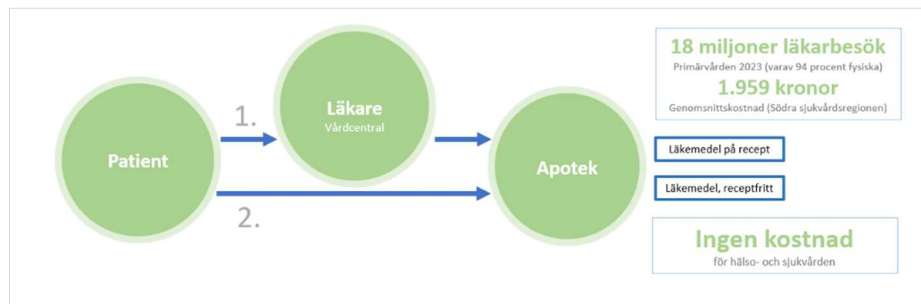 18 miljoner läkarbesök
Primärvården 2023 (varav 94 procent fysiska)
1.959 kronor
Genomsnittskostnad (Södra sjukvårdsregionen)
1.
Läkare
Vårdcentral
Patient
Apotek
Läkemedel på recept
Läkemedel, receptfritt
2.
Ingen kostnad
för hälso- och sjukvården